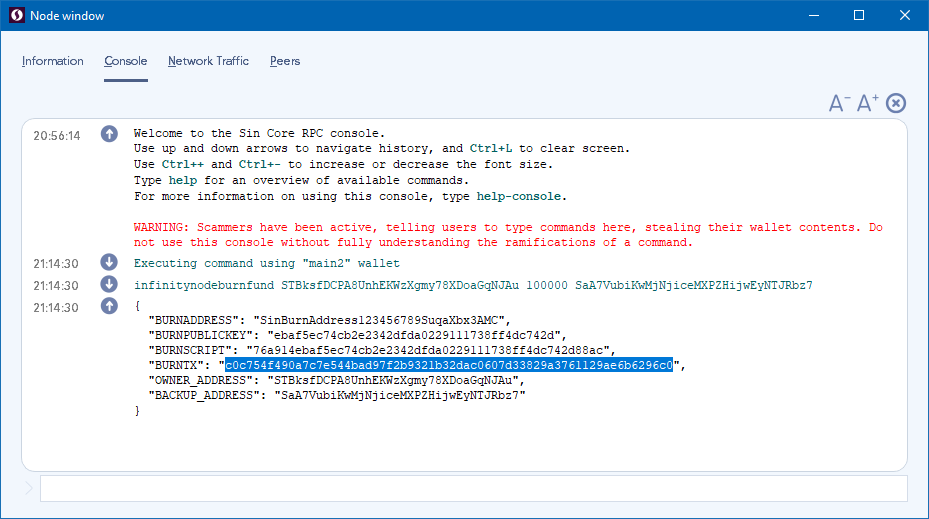 Node window
Information Console Network Traffic Peers
A- A+
20:56:14 Welcome to the Sin Core RPC console.
Use up and down arrows to navigate history, and Ctrl+L to clear screen.
Use Ctrl++ and Ctrl+- to increase or decrease the font size.
Type help for an overview of available commands.
For more information on using this console, type help-console.
WARNING: Scammers have been active, telling users to type commands here, stealing their wallet contents. Do
not use this console without fully understanding the ramifications of a command.
21:14:30 Executing command using "main2" wallet
21:14:30 infinitynodeburnfund STBksfDCPA8UnhEKWzXgmy78XDoaGqNJAu 100000 SaA7VubiKwMjNjiceMXPZHijwEyNTJRbz7
21:14:30 {
"BURNADDRESS": "SinBurnAddress123456789SuqaXbx3AMC",
"BURNPUBLICKEY": "ebaf5ec74cb2e2342dfda0229111738ff4dc742d",
"BURNSCRIPT": "76a914ebaf5ec74cb2e2342dfda0229111738ff4dc742d88ac",
"BURNTX": "c0c754f490a7c7e544bad97f2b9321b32dac0607d33829a3761129ae6b6296c0",
"OWNER_ADDRESS": "STBksfDCPA8UnhEKWzXgmy78XDoaGqNJAu",
"BACKUP_ADDRESS": "SaA7VubiKwMjNjiceMXPZHijwEyNTJRbz7"
}